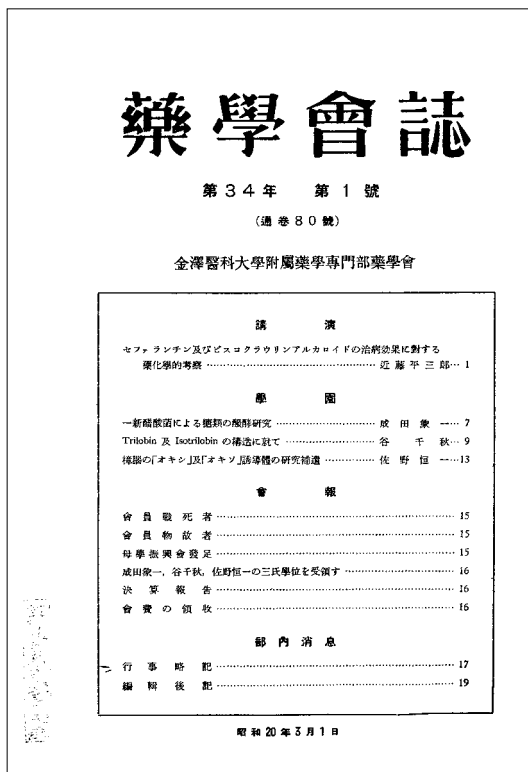 藥學會誌
第34年 第1號
(通卷80號)
金澤醫科大學附屬藥學專門部藥學會
講演
セファランチン及びビスコクラウリンアルカロイドの治病効果に對する
藥化學的考察 …… 近藤平三郎… 1
學園
一新醋酸菌による糖類の醱酵研究 …… 成田象一… 7
Trilobin 及 Isotrilobin の構造に就て …… 谷千秋… 9
樟腦の「オキシ」及「オキソ」誘導體の研究補遺 …… 佐野恒一…13
會報
會員戰死者 …… 15
會員物故者 …… 15
母學振興會發足 …… 15
成田象一，谷千秋，佐野恒一の三氏學位を受領す …… 16
決算報告 …… 16
會費の領收 …… 16
部内消息
行事略記 …… 17
編輯後記 …… 19
昭和20年3月1日